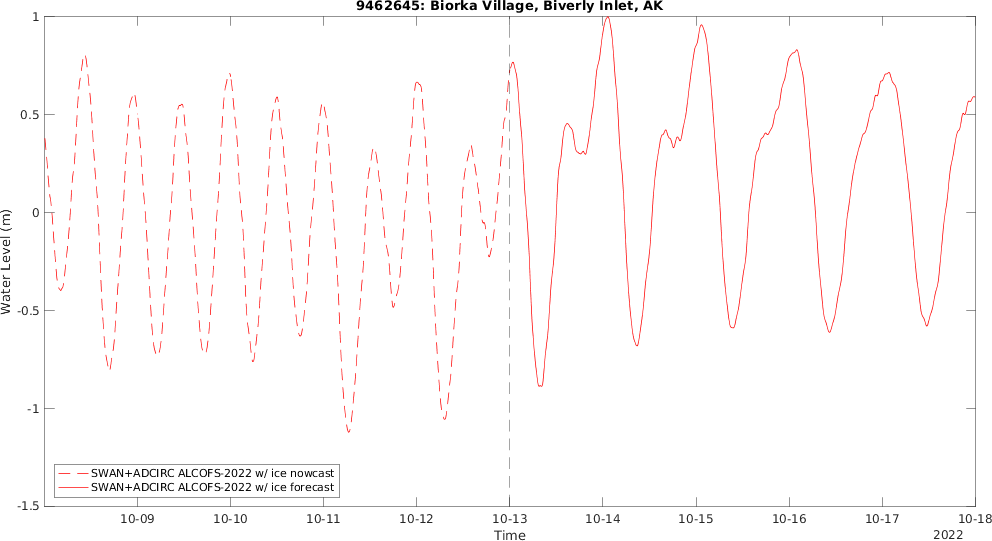 9462645: Biorka Village, Biverly Inlet, AK
Water Level (m)
1
0.5
0
-0.5
-1
-1.5
SWAN+ADCIRC ALCOFS-2022 w/ ice nowcast
SWAN+ADCIRC ALCOFS-2022 w/ ice forecast
10-09 10-10 10-11 10-12 10-13 10-14 10-15 10-16 10-17 10-18
Time
2022